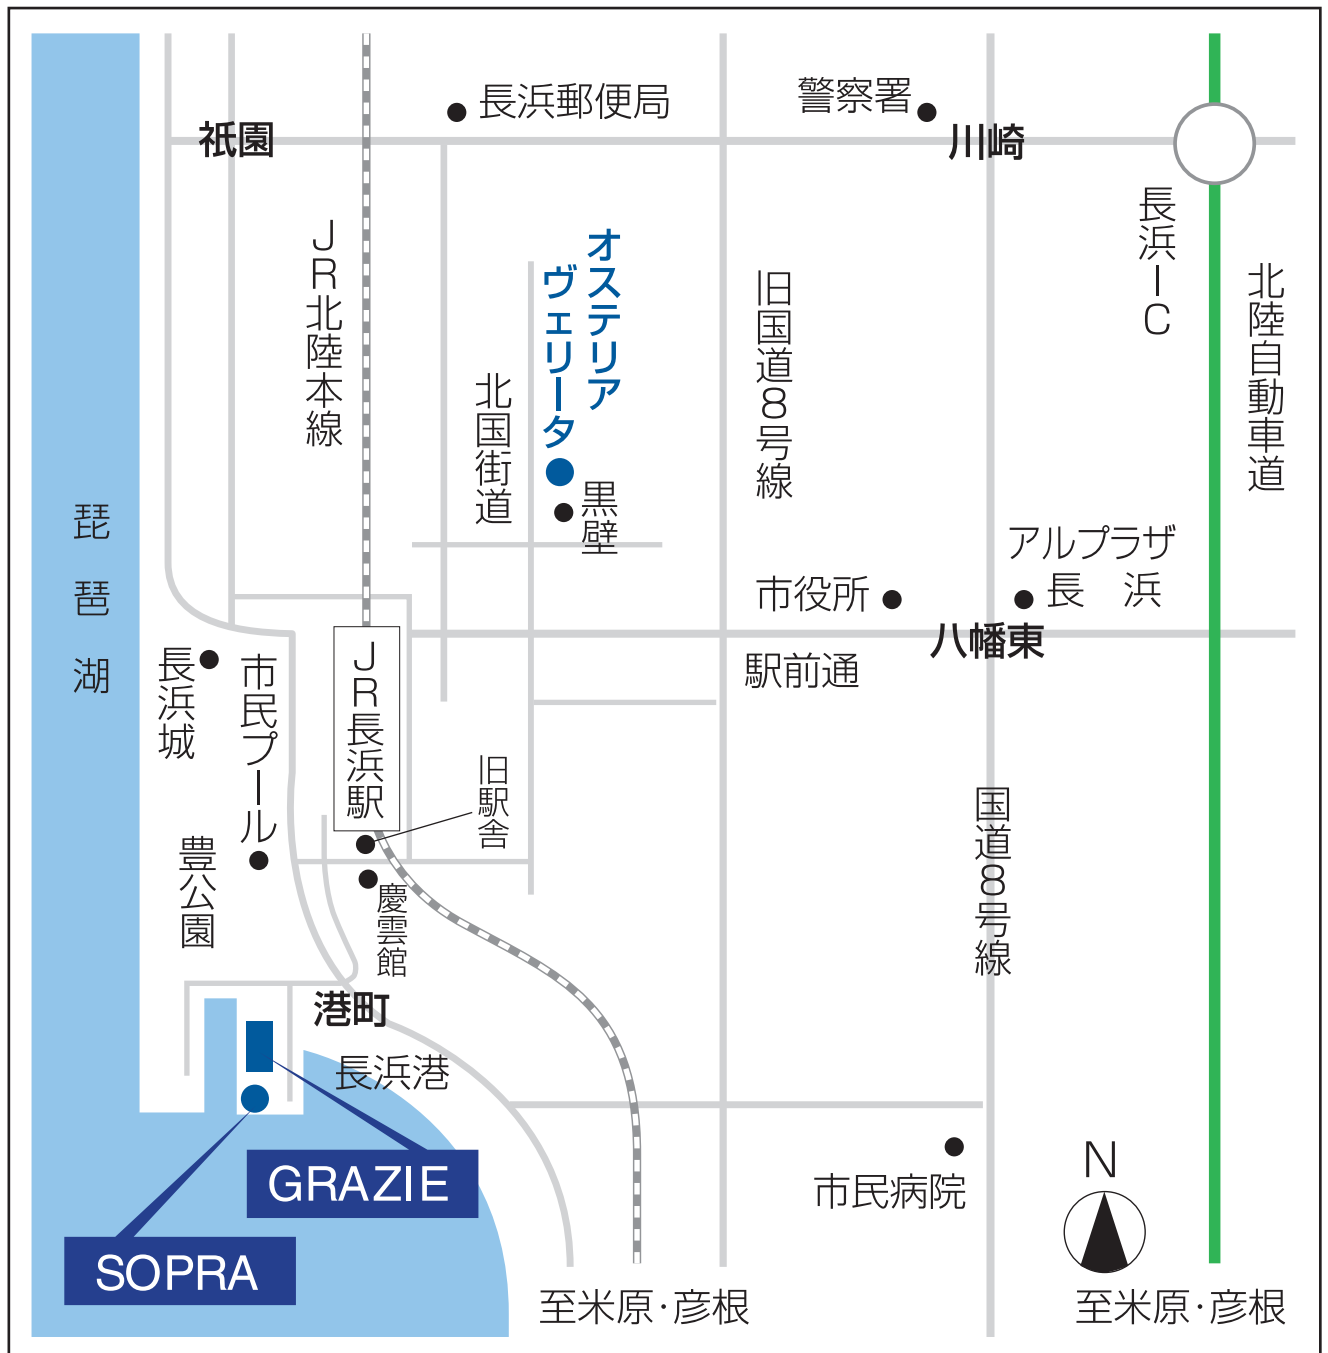 長浜郵便局
警察署
祇園
川崎
JR北陸本線
オステリア
ヴェリータ
北国街道
黒壁
旧国道8号線
長浜IC
北陸自動車道
琵琶湖
アルプラザ
長浜
市役所
八幡東
駅前通
長浜城
市民プール
JR長浜駅
旧駅舎
豊公園
慶雲館
国道8号線
港町
長浜港
GRAZIE
SOPRA
市民病院
N
至米原・彦根
至米原・彦根